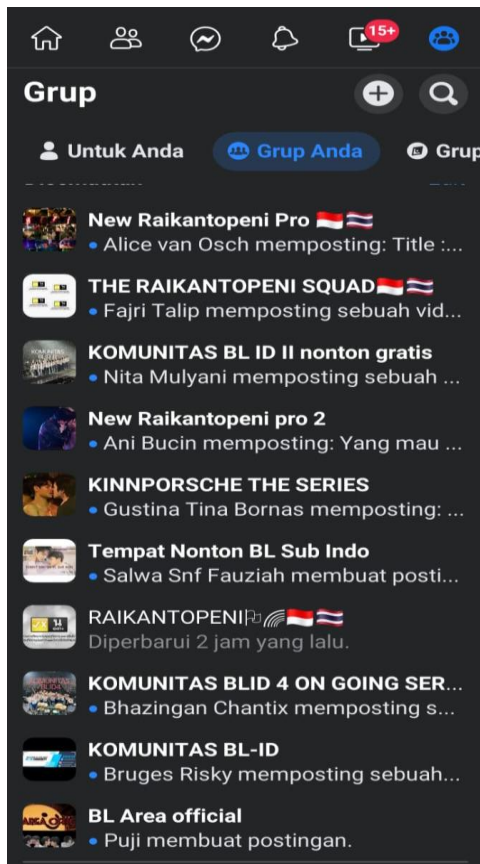 15+
Grup
Untuk Anda
Grup Anda
Grup
New Raikantopeni Pro 🇮🇩🇹🇭
• Alice van Osch memposting: Title :...
THE RAIKANTOPENI SQUAD🇮🇩🇹🇭
• Fajri Talip memposting sebuah vid...
KOMUNITAS BL ID II nonton gratis
• Nita Mulyani memposting sebuah ...
New Raikantopeni pro 2
• Ani Bucin memposting: Yang mau ...
KINNPORSCHE THE SERIES
• Gustina Tina Bornas memposting: ...
Tempat Nonton BL Sub Indo
• Salwa Snf Fauziah membuat posti...
RAIKANTOPENI🇮🇩🇹🇭
Diperbarui 2 jam yang lalu.
KOMUNITAS BLID 4 ON GOING SER...
• Bhazingan Chantix memposting s...
KOMUNITAS BL-ID
• Bruges Risky memposting sebuah...
BL Area official
• Puji membuat postingan.